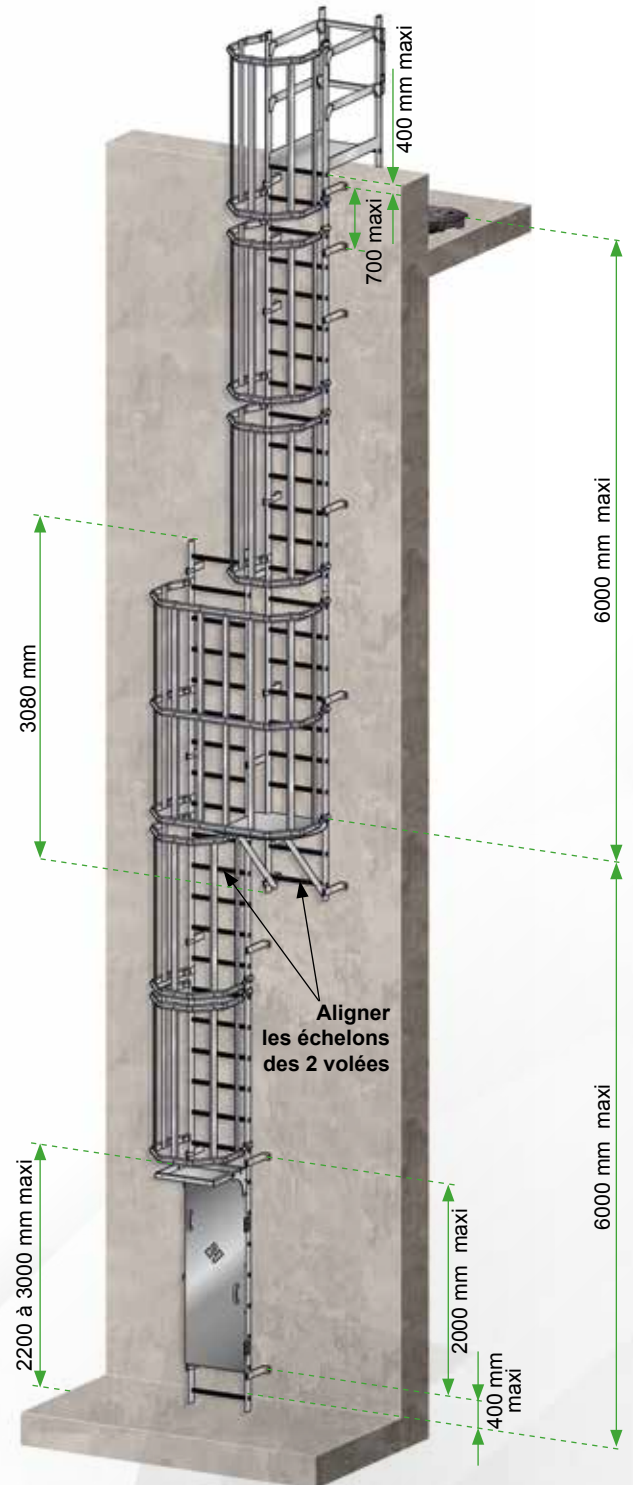 400 mm maxi
700 maxi
6000 mm maxi
3080 mm
Aligner
les échelons
des 2 volées
6000 mm maxi
2200 à 3000 mm maxi
2000 mm maxi
400 mm
maxi